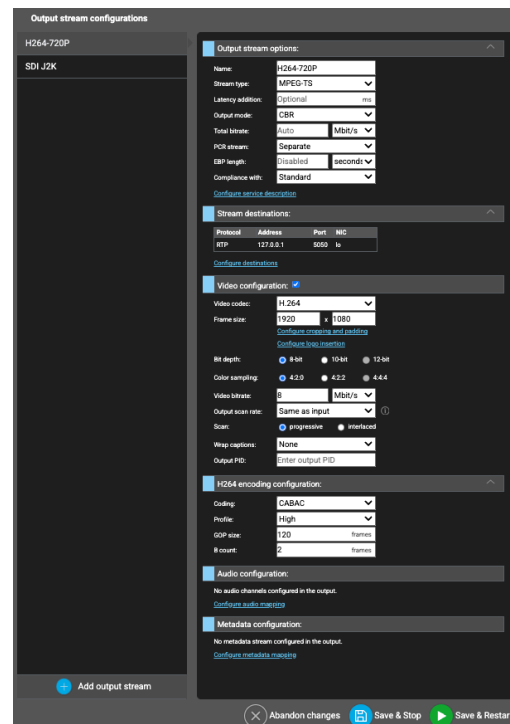 Output stream configurations
H264-720P
SDI J2K
Output stream options:
Name: H264-720P
Stream type: MPEG-TS
Latency addition: Optional ms
Output mode: CBR
Total bitrate: Auto Mbit/s
PCR stream: Separate
EBP length: Disabled seconds
Compliance with: Standard
Configure service description
Stream destinations:
Protocol Address Port NIC
RTP 127.0.0.1 5050 lo
Configure destinations
Video configuration:
Video codec: H.264
Frame size: 1920 x 1080
Configure cropping and padding
Configure logo insertion
Bit depth: 8-bit 10-bit 12-bit
Color sampling: 4:2:0 4:2:2 4:4:4
Video bitrate: 8 Mbit/s
Output scan rate: Same as input
Scan: progressive interlaced
Wrap captions: None
Output PID: Enter output PID
H264 encoding configuration:
Coding: CABAC
Profile: High
GOP size: 120 frames
B count: 2 frames
Audio configuration:
No audio channels configured in the output.
Configure audio mapping
Metadata configuration:
No metadata stream configured in the output.
Configure metadata mapping
Add output stream
Abandon changes Save & Stop Save & Restar